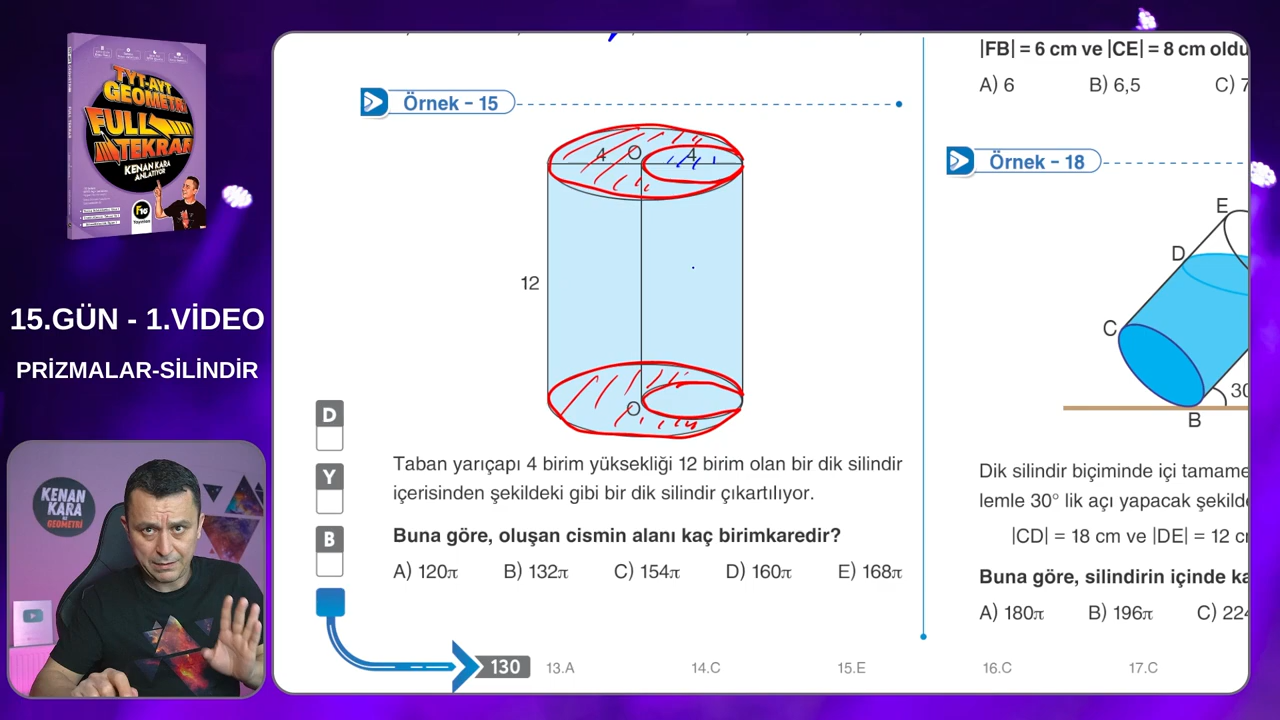 TYT-AYT
GEOMETRİ
FULL
TEKRAR
KENAN KARA
ANLATIYOR
15.GÜN - 1.VİDEO
PRİZMALAR-SİLİNDİR
KENAN
KARA
GEOMETRİ
Örnek - 15
4 O 4
12
O
Taban yarıçapı 4 birim yüksekliği 12 birim olan bir dik silindir
içerisinden şekildeki gibi bir dik silindir çıkartılıyor.
Buna göre, oluşan cismin alanı kaç birimkaredir?
A) 120π B) 132π C) 154π D) 160π E) 168π
D
Y
B
130 13.A 14.C 15.E 16.C 17.C
|FB| = 6 cm ve |CE| = 8 cm oldu
A) 6 B) 6,5 C) 7
Örnek - 18
E
D
C
30
B
Dik silindir biçiminde içi tamame
lemle 30° lik açı yapacak şekilde
|CD| = 18 cm ve |DE| = 12 cm
Buna göre, silindirin içinde ka
A) 180π B) 196π C) 224